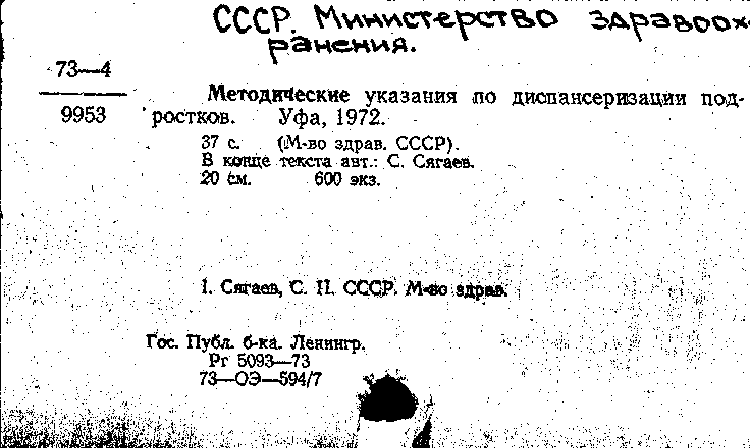 СССР. Министерство здравоох
ранения.
73—4
9953
Методические указания по диспансеризации под-
ростков. Уфа, 1972.
37 с. (М-во здрав. СССР).
В конце текста авт.: С. Сягаев.
20 см. 600 экз.
1. Сягаев, С. II. СССР. М-во здрав.
Гос. Публ. б-ка. Ленингр.
Рг 5093—73
73—ОЭ—594/7